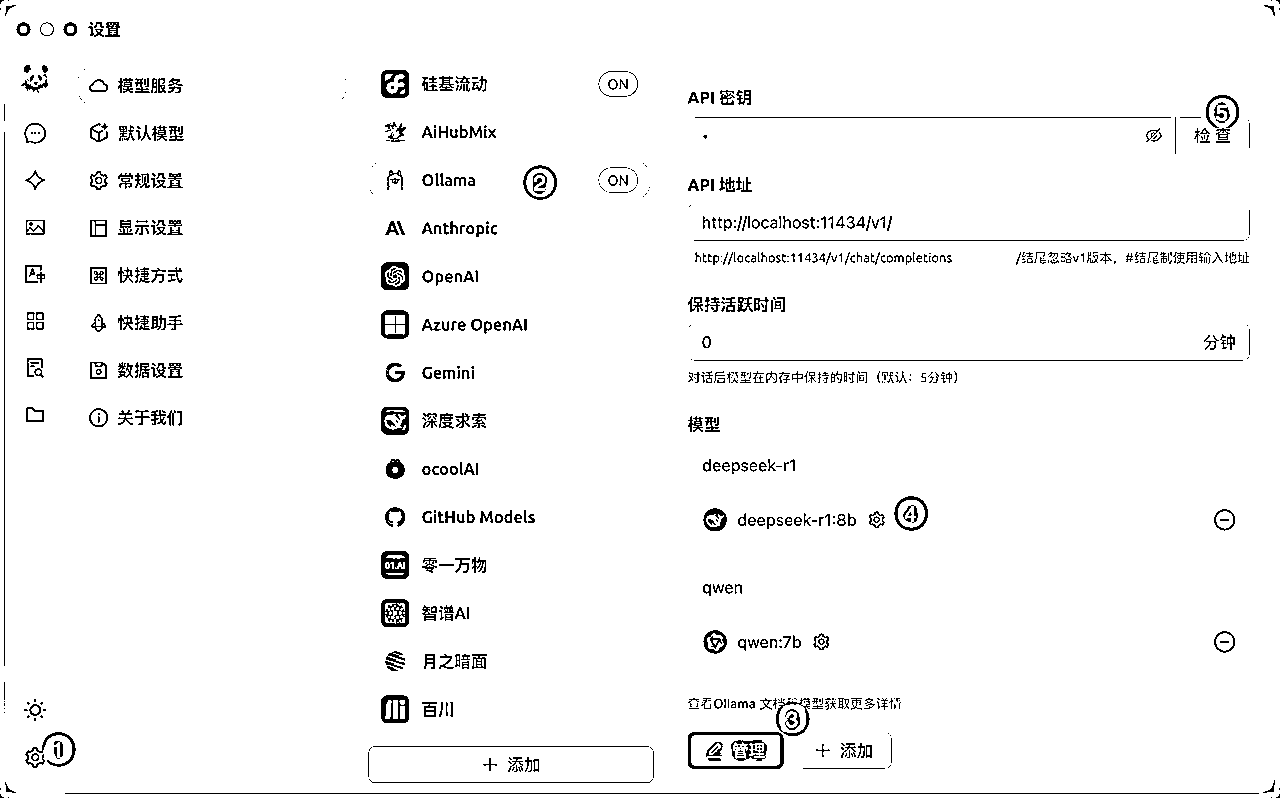 设置
模型服务
默认模型
常规设置
显示设置
快捷方式
快捷助手
数据设置
关于我们
1
硅基流动 ON
AiHubMix
Ollama 2 ON
Anthropic
OpenAI
Azure OpenAI
Gemini
深度求索
ocoolAI
GitHub Models
01.AI 零一万物
智谱AI
月之暗面
百川
+ 添加
API 密钥
5
检查
API 地址
http://localhost:11434/v1/
http://localhost:11434/v1/chat/completions /结尾忽略v1版本，#结尾制使用输入地址
保持活跃时间
0 分钟
对话后模型在内存中保持的时间（默认：5分钟）
模型
deepseek-r1
deepseek-r1:8b 4
qwen
qwen:7b
查看Ollama 文档和模型获取更多详情
3
管理 + 添加